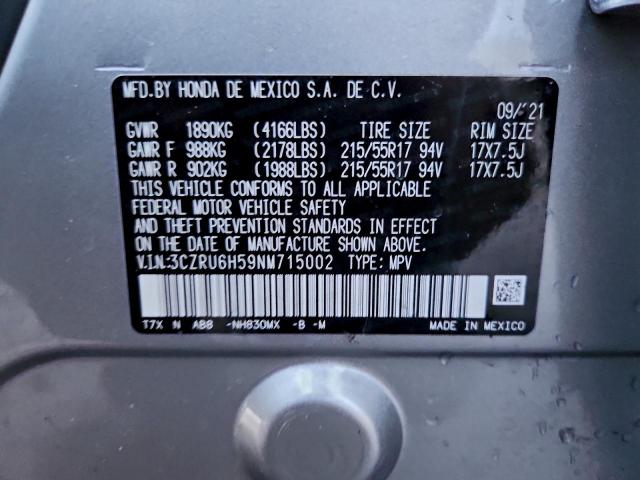 MFD.BY HONDA DE MEXICO S.A. DE C.V.
09/21
GVWR 1890KG (4166LBS) TIRE SIZE RIM SIZE
GAWR F 988KG (2178LBS) 215/55R17 94V 17X7.5J
GAWR R 902KG (1988LBS) 215/55R17 94V 17X7.5J
THIS VEHICLE CONFORMS TO ALL APPLICABLE
FEDERAL MOTOR VEHICLE SAFETY
AND THEFT PREVENTION STANDARDS IN EFFECT
ON THE DATE OF MANUFACTURE SHOWN ABOVE.
V.I.N.:3CZRU6H59NM715002 TYPE: MPV
T7X N AB8 -NH830MX -B -M MADE IN MEXICO